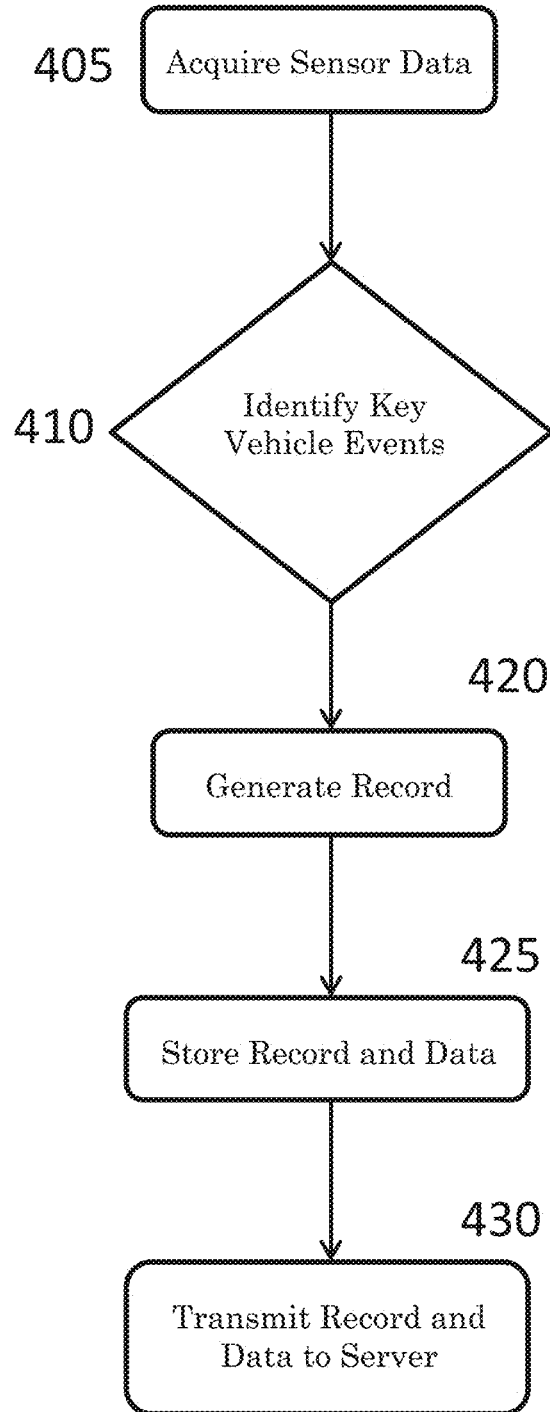 405
Acquire Sensor Data
410
Identify Key
Vehicle Events
420
Generate Record
425
Store Record and Data
430
Transmit Record and
Data to Server